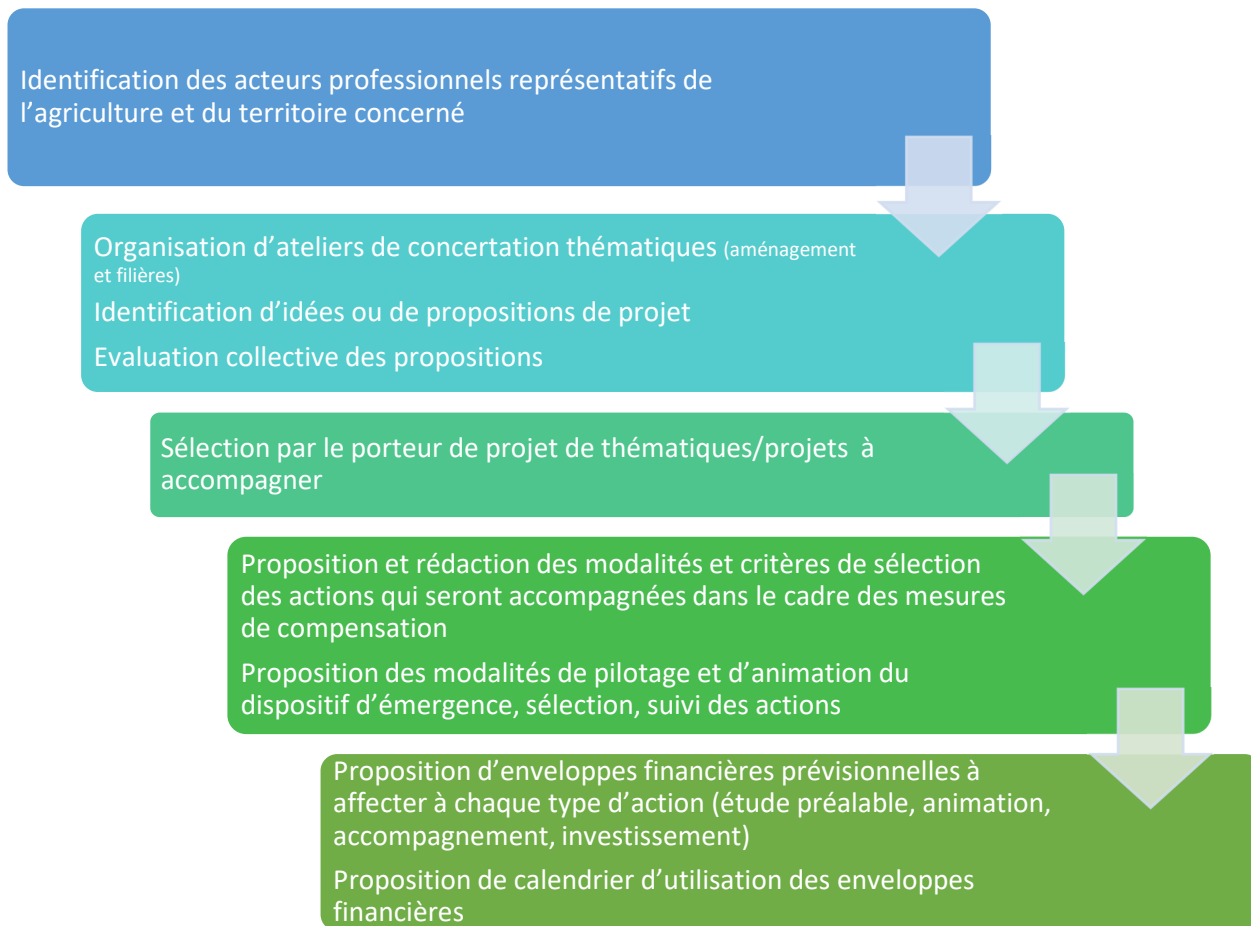 Identification des acteurs professionnels représentatifs de
l’agriculture et du territoire concerné
Organisation d’ateliers de concertation thématiques (aménagement
et filières)
Identification d’idées ou de propositions de projet
Evaluation collective des propositions
Sélection par le porteur de projet de thématiques/projets à
accompagner
Proposition et rédaction des modalités et critères de sélection
des actions qui seront accompagnées dans le cadre des mesures
de compensation
Proposition des modalités de pilotage et d’animation du
dispositif d’émergence, sélection, suivi des actions
Proposition d’enveloppes financières prévisionnelles à
affecter à chaque type d’action (étude préalable, animation,
accompagnement, investissement)
Proposition de calendrier d’utilisation des enveloppes
financières